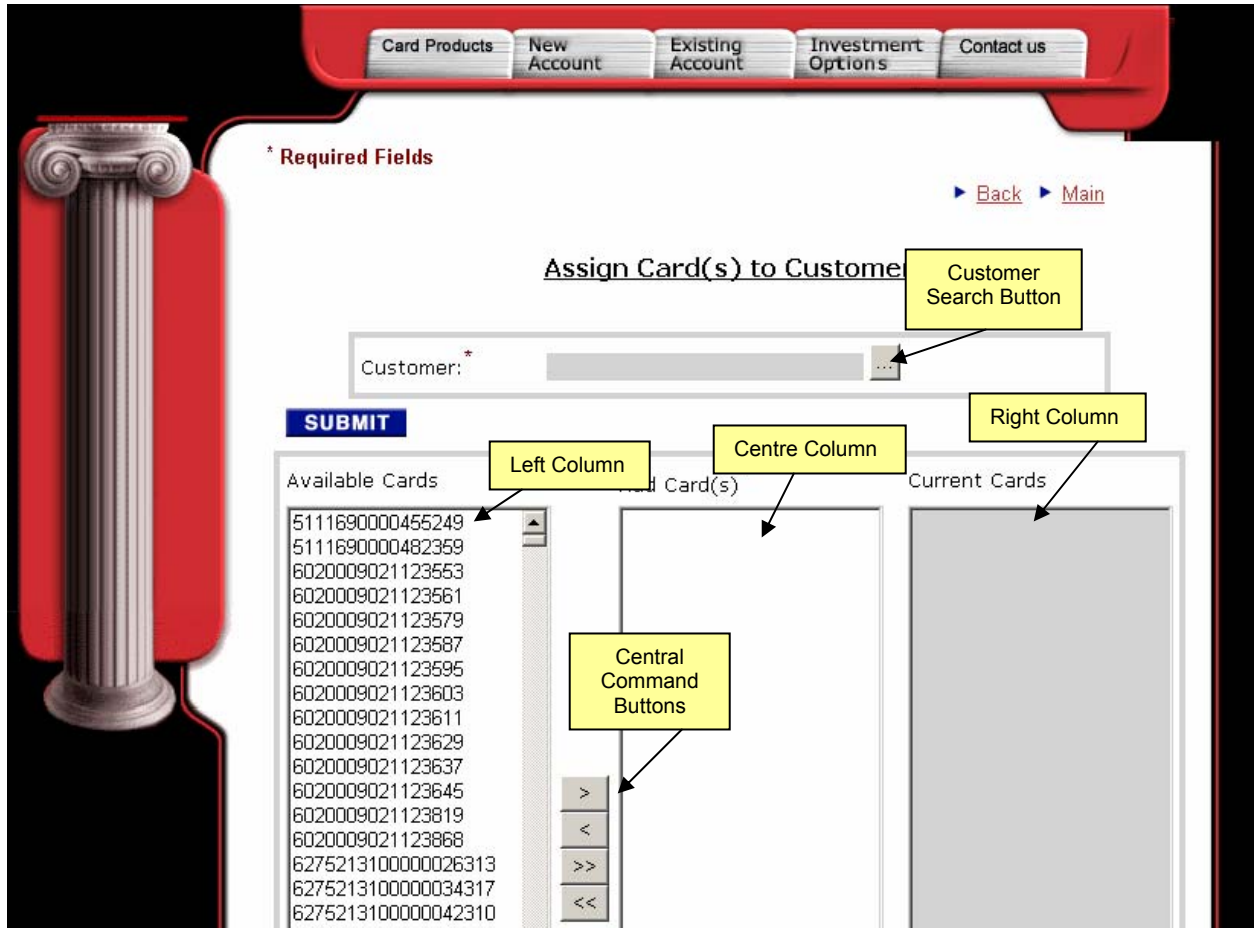 Card Products
New
Account
Existing
Account
Investment
Options
Contact us
* Required Fields
Back Main
Assign Card(s) to Custome
Customer
Search Button
Customer:*
...
SUBMIT
Right Column
Centre Column
Left Column
Available Cards
Card(s)
Current Cards
5111690000455249
5111690000482359
6020009021123553
6020009021123561
6020009021123579
6020009021123587
6020009021123595
6020009021123603
6020009021123611
6020009021123629
6020009021123637
6020009021123645
6020009021123819
6020009021123868
6275213100000026313
6275213100000034317
6275213100000042310
Central
Command
Buttons
>
<
>>
<<